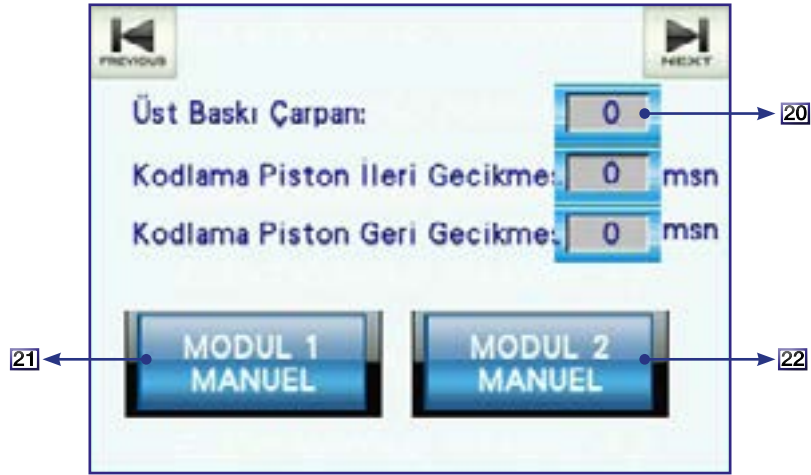 PREVIOUS
NEXT
Üst Baskı Çarpan: 0
20
Kodlama Piston İleri Gecikme: 0 msn
Kodlama Piston Geri Gecikme: 0 msn
21
MODUL 1
MANUEL
MODUL 2
MANUEL
22